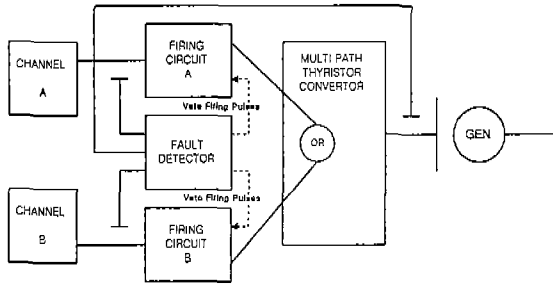 CHANNEL
A
FIRING
CIRCUIT
A
MULTI PATH
THYRISTOR
CONVERTOR
Veto Firing Pulses
FAULT
DETECTOR
OR
GEN
Veto Firing Pulses
CHANNEL
B
FIRING
CIRCUIT
B